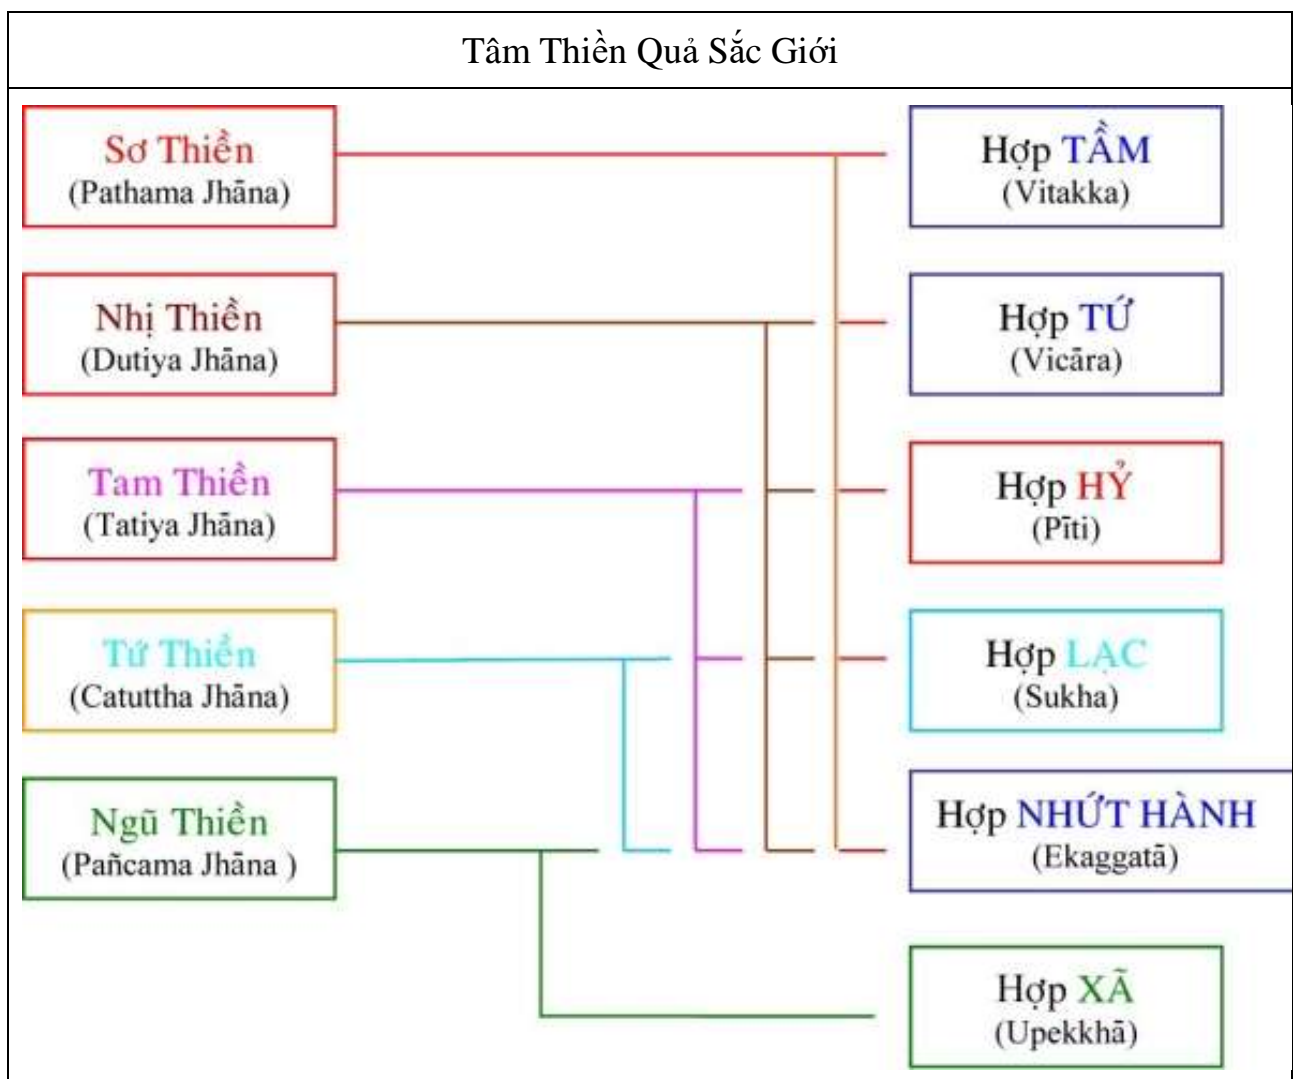 Tâm Thiền Quả Sắc Giới
Sơ Thiền
(Pathama Jhāna)
Hợp TẦM
(Vitakka)
Nhị Thiền
(Dutiya Jhāna)
Hợp TỨ
(Vicāra)
Tam Thiền
(Tatiya Jhāna)
Hợp HỶ
(Pīti)
Tứ Thiền
(Catuttha Jhāna)
Hợp LẠC
(Sukha)
Ngũ Thiền
(Pañcama Jhāna )
Hợp NHỨT HÀNH
(Ekaggatā)
Hợp XÃ
(Upekkhā)